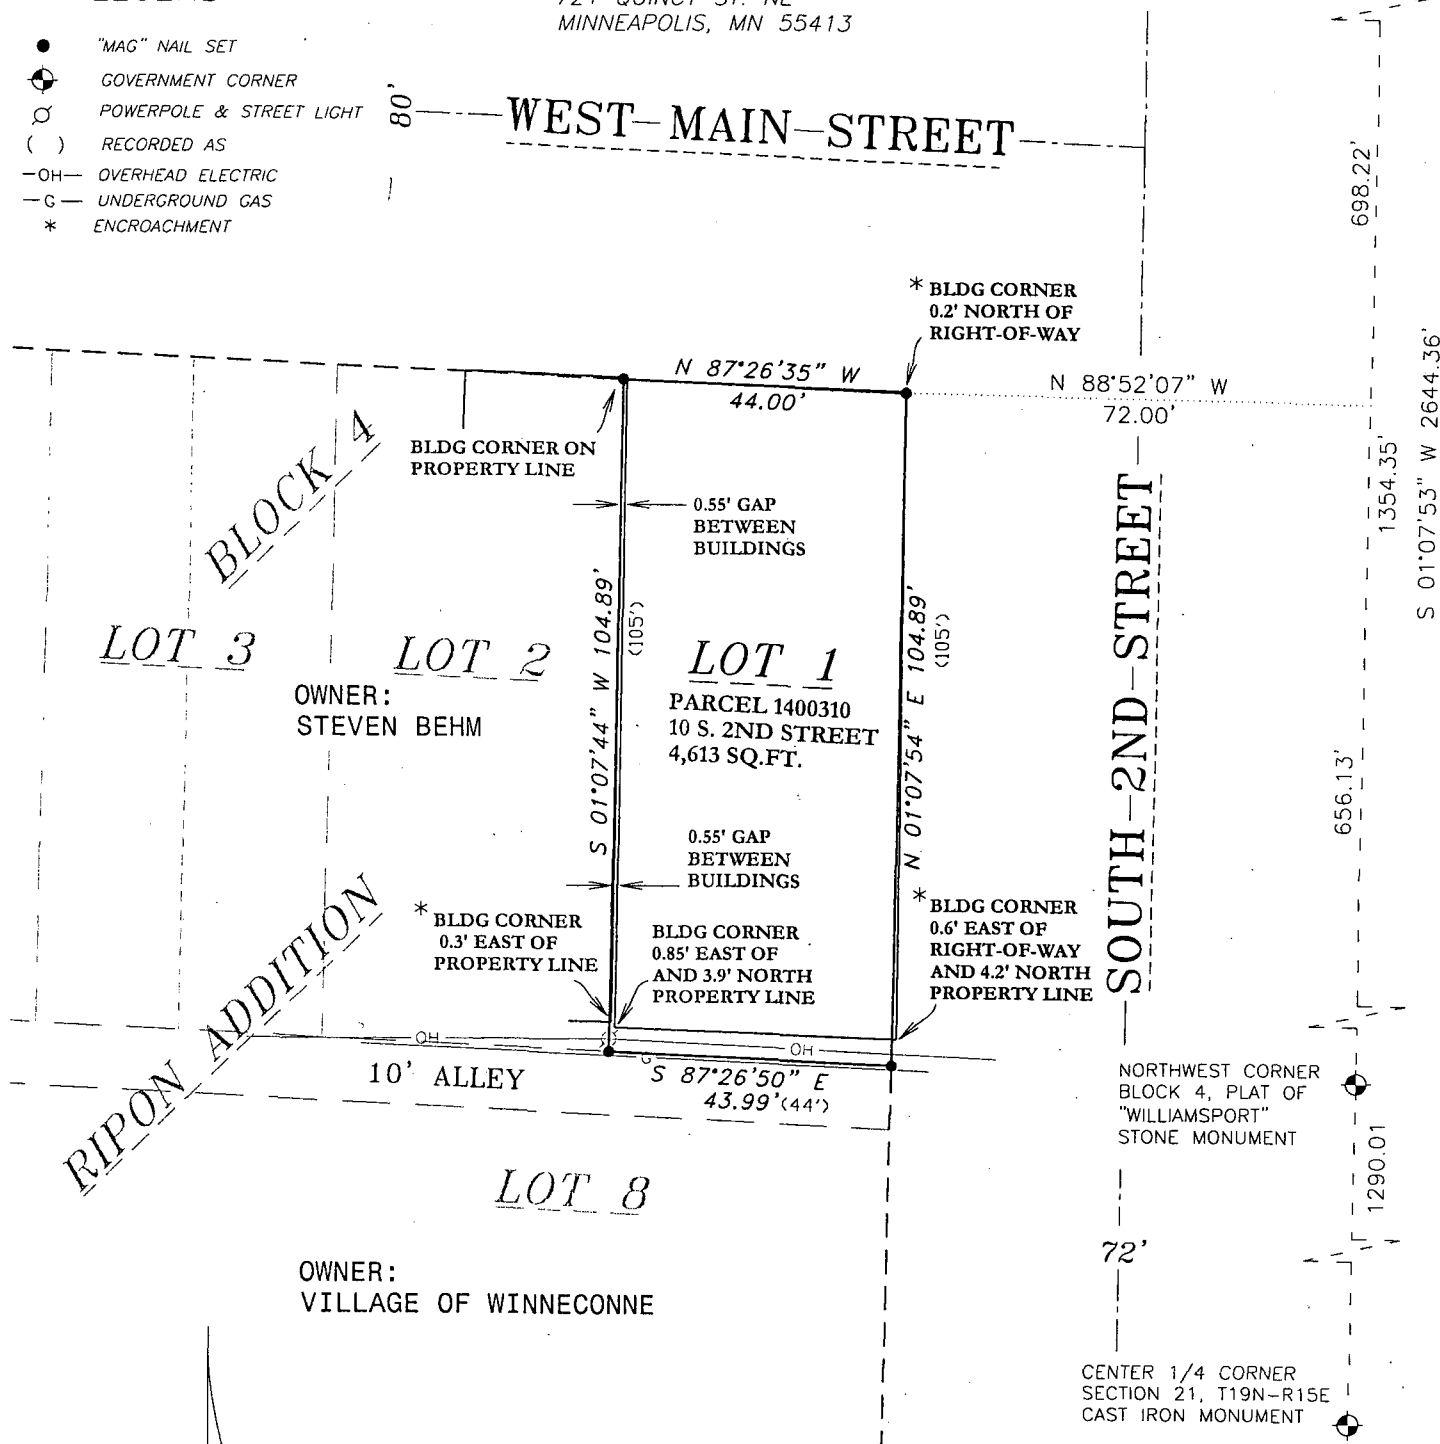 721 QUINCY ST. NE
MINNEAPOLIS, MN 55413
"MAG" NAIL SET
GOVERNMENT CORNER
POWERPOLE & STREET LIGHT
( ) RECORDED AS
—OH— OVERHEAD ELECTRIC
—G— UNDERGROUND GAS
* ENCROACHMENT
80'
WEST MAIN STREET
698.22'
* BLDG CORNER
0.2' NORTH OF
RIGHT-OF-WAY
N 87°26'35" W
44.00'
N 88°52'07" W
72.00'
S 01°07'53" W 2644.36'
1354.35'
BLDG CORNER ON
PROPERTY LINE
BLOCK 4
0.55' GAP
BETWEEN
BUILDINGS
S 01°07'44" W 104.89'
(105')
N 01°07'54" E 104.89'
(105')
LOT 3
LOT 2
LOT 1
OWNER:
STEVEN BEHM
PARCEL 1400310
10 S. 2ND STREET
4,613 SQ.FT.
SOUTH 2ND STREET
656.13'
0.55' GAP
BETWEEN
BUILDINGS
* BLDG CORNER
0.3' EAST OF
PROPERTY LINE
BLDG CORNER
0.85' EAST OF
AND 3.9' NORTH
PROPERTY LINE
* BLDG CORNER
0.6' EAST OF
RIGHT-OF-WAY
AND 4.2' NORTH
PROPERTY LINE
RIPON ADDITION
OH
OH
G
10' ALLEY
S 87°26'50" E
43.99'(44')
NORTHWEST CORNER
BLOCK 4, PLAT OF
"WILLIAMSPORT"
STONE MONUMENT
1290.01
LOT 8
72'
OWNER:
VILLAGE OF WINNECONNE
CENTER 1/4 CORNER
SECTION 21, T19N-R15E
CAST IRON MONUMENT